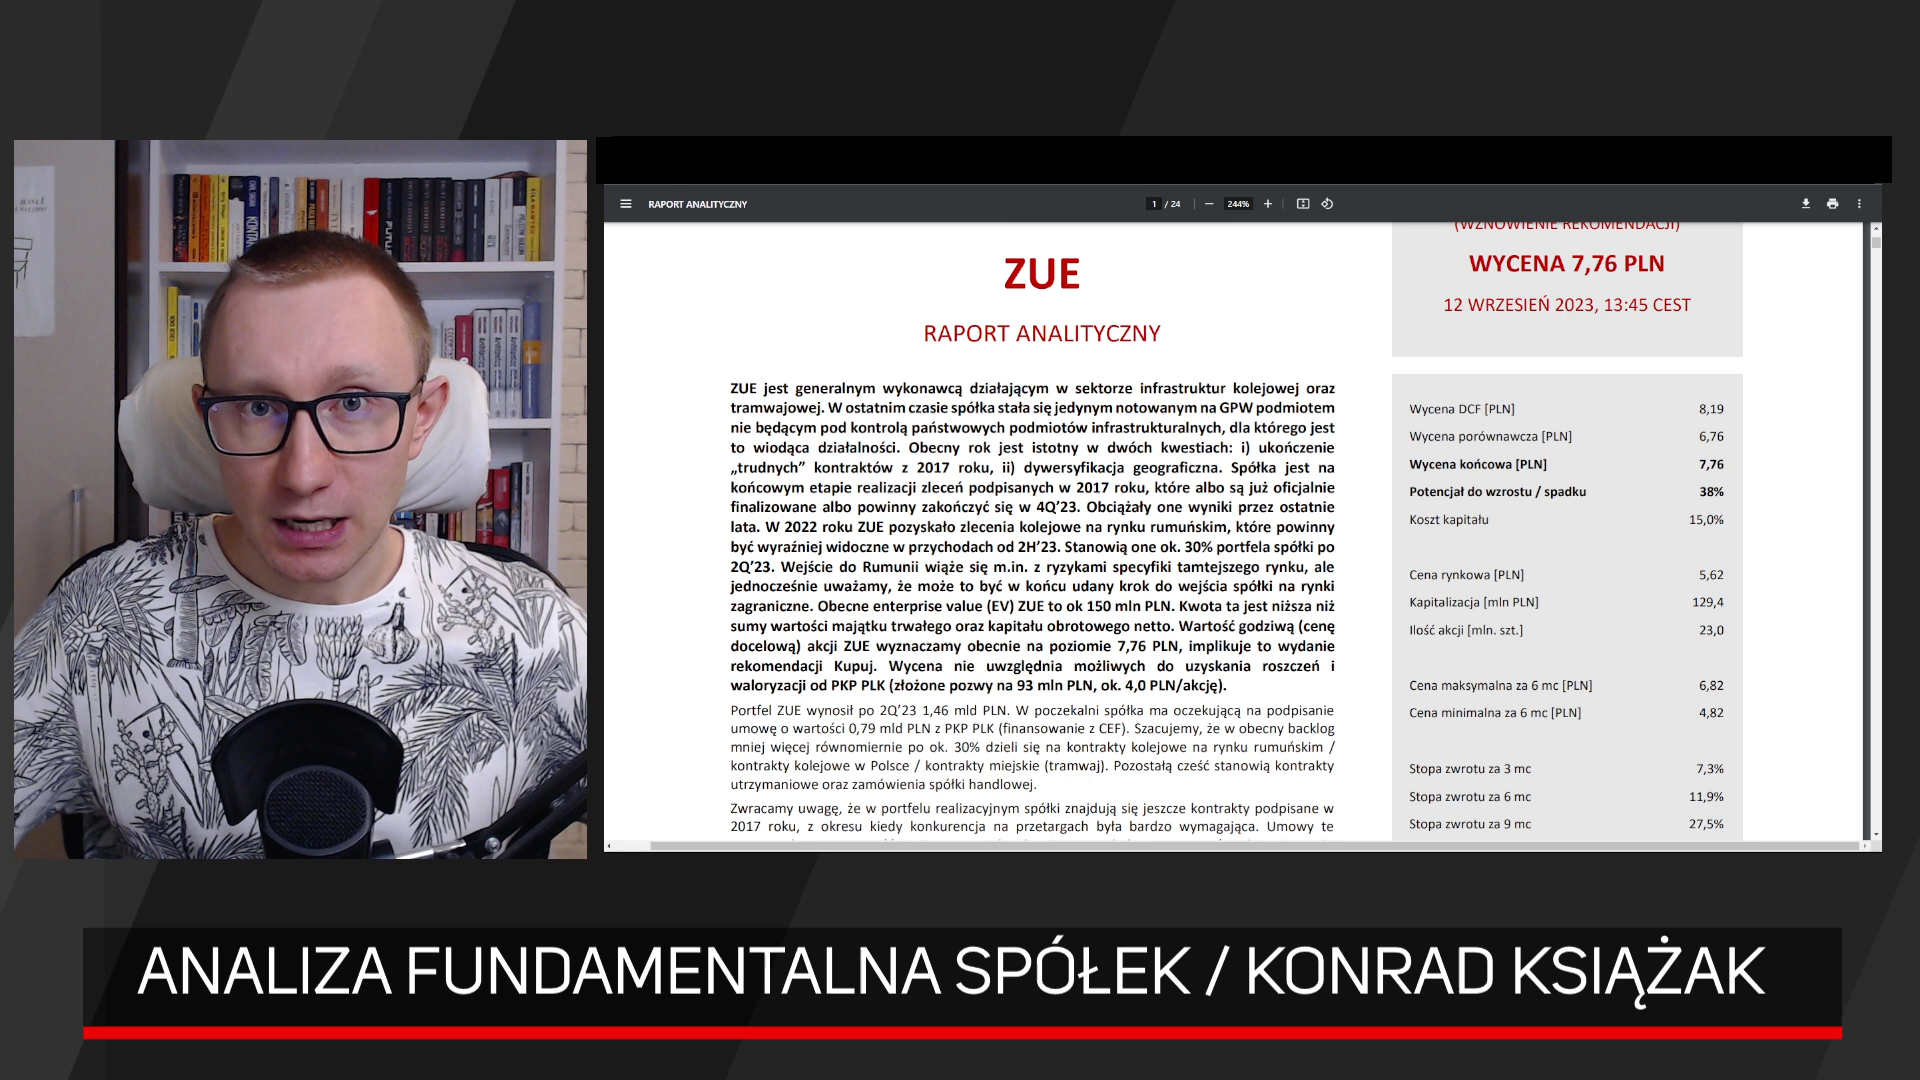 RAPORT ANALITYCZNY
1 / 24
244%
(WZNOWIENIE REKOMENDACJI)
WYCENA 7,76 PLN
12 WRZESIEŃ 2023, 13:45 CEST
ZUE
RAPORT ANALITYCZNY
ZUE jest generalnym wykonawcą działającym w sektorze infrastruktur kolejowej oraz
tramwajowej. W ostatnim czasie spółka stała się jedynym notowanym na GPW podmiotem
nie będącym pod kontrolą państwowych podmiotów infrastrukturalnych, dla którego jest
to wiodąca działalności. Obecny rok jest istotny w dwóch kwestiach: i) ukończenie
„trudnych” kontraktów z 2017 roku, ii) dywersyfikacja geograficzna. Spółka jest na
końcowym etapie realizacji zleceń podpisanych w 2017 roku, które albo są już oficjalnie
finalizowane albo powinny zakończyć się w 4Q’23. Obciążały one wyniki przez ostatnie
lata. W 2022 roku ZUE pozyskało zlecenia kolejowe na rynku rumuńskim, które powinny
być wyraźniej widoczne w przychodach od 2H’23. Stanowią one ok. 30% portfela spółki po
2Q’23. Wejście do Rumunii wiąże się m.in. z ryzykami specyfiki tamtejszego rynku, ale
jednocześnie uważamy, że może to być w końcu udany krok do wejścia spółki na rynki
zagraniczne. Obecne enterprise value (EV) ZUE to ok 150 mln PLN. Kwota ta jest niższa niż
sumy wartości majątku trwałego oraz kapitału obrotowego netto. Wartość godziwą (cenę
docelową) akcji ZUE wyznaczamy obecnie na poziomie 7,76 PLN, implikuje to wydanie
rekomendacji Kupuj. Wycena nie uwzględnia możliwych do uzyskania roszczeń i
waloryzacji od PKP PLK (złożone pozwy na 93 mln PLN, ok. 4,0 PLN/akcję).
Portfel ZUE wynosił po 2Q’23 1,46 mld PLN. W poczekalni spółka ma oczekującą na podpisanie
umowę o wartości 0,79 mld PLN z PKP PLK (finansowanie z CEF). Szacujemy, że w obecny backlog
mniej więcej równomiernie po ok. 30% dzieli się na kontrakty kolejowe na rynku rumuńskim /
kontrakty kolejowe w Polsce / kontrakty miejskie (tramwaj). Pozostałą cześć stanowią kontrakty
utrzymaniowe oraz zamówienia spółki handlowej.
Zwracamy uwagę, że w portfelu realizacyjnym spółki znajdują się jeszcze kontrakty podpisane w
2017 roku, z okresu kiedy konkurencja na przetargach była bardzo wymagająca. Umowy te
Wycena DCF [PLN] 8,19
Wycena porównawcza [PLN] 6,76
Wycena końcowa [PLN] 7,76
Potencjał do wzrostu / spadku 38%
Koszt kapitału 15,0%
Cena rynkowa [PLN] 5,62
Kapitalizacja [mln PLN] 129,4
Ilość akcji [mln. szt.] 23,0
Cena maksymalna za 6 mc [PLN] 6,82
Cena minimalna za 6 mc [PLN] 4,82
Stopa zwrotu za 3 mc 7,3%
Stopa zwrotu za 6 mc 11,9%
Stopa zwrotu za 9 mc 27,5%
ANALIZA FUNDAMENTALNA SPÓŁEK / KONRAD KSIĄŻAK